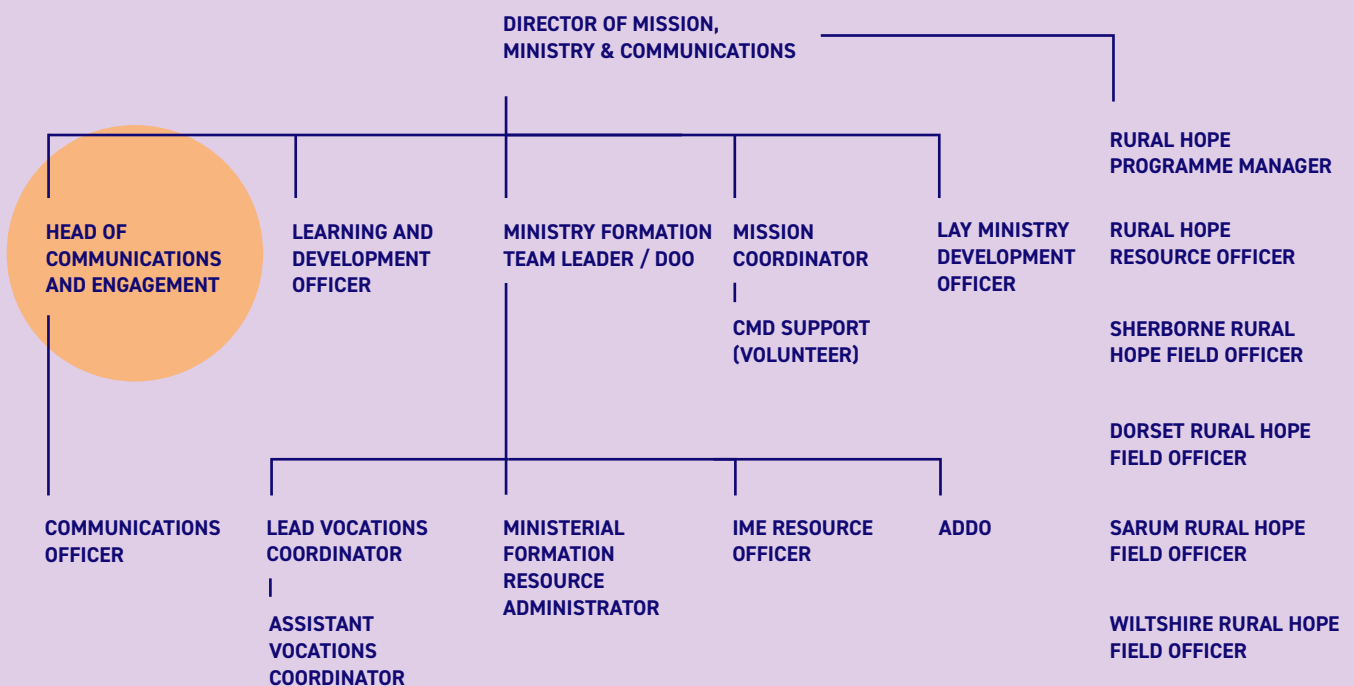 DIRECTOR OF MISSION,
MINISTRY & COMMUNICATIONS
HEAD OF
COMMUNICATIONS
AND ENGAGEMENT
LEARNING AND
DEVELOPMENT
OFFICER
MINISTRY FORMATION
TEAM LEADER / DOO
MISSION
COORDINATOR
CMD SUPPORT
(VOLUNTEER)
LAY MINISTRY
DEVELOPMENT
OFFICER
COMMUNICATIONS
OFFICER
LEAD VOCATIONS
COORDINATOR
ASSISTANT
VOCATIONS
COORDINATOR
MINISTERIAL
FORMATION
RESOURCE
ADMINISTRATOR
IME RESOURCE
OFFICER
ADDO
RURAL HOPE
PROGRAMME MANAGER
RURAL HOPE
RESOURCE OFFICER
SHERBORNE RURAL
HOPE FIELD OFFICER
DORSET RURAL HOPE
FIELD OFFICER
SARUM RURAL HOPE
FIELD OFFICER
WILTSHIRE RURAL HOPE
FIELD OFFICER